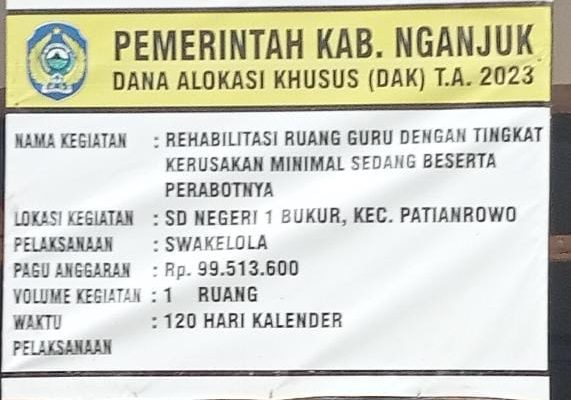 PEMERINTAH KAB. NGANJUK
DANA ALOKASI KHUSUS (DAK) T.A. 2023
NAMA KEGIATAN : REHABILITASI RUANG GURU DENGAN TINGKAT
KERUSAKAN MINIMAL SEDANG BESERTA
PERABOTNYA
LOKASI KEGIATAN : SD NEGERI 1 BUKUR, KEC. PATIANROWO
PELAKSANAAN : SWAKELOLA
PAGU ANGGARAN : Rp. 99.513.600
VOLUME KEGIATAN : 1 RUANG
WAKTU : 120 HARI KALENDER
PELAKSANAAN